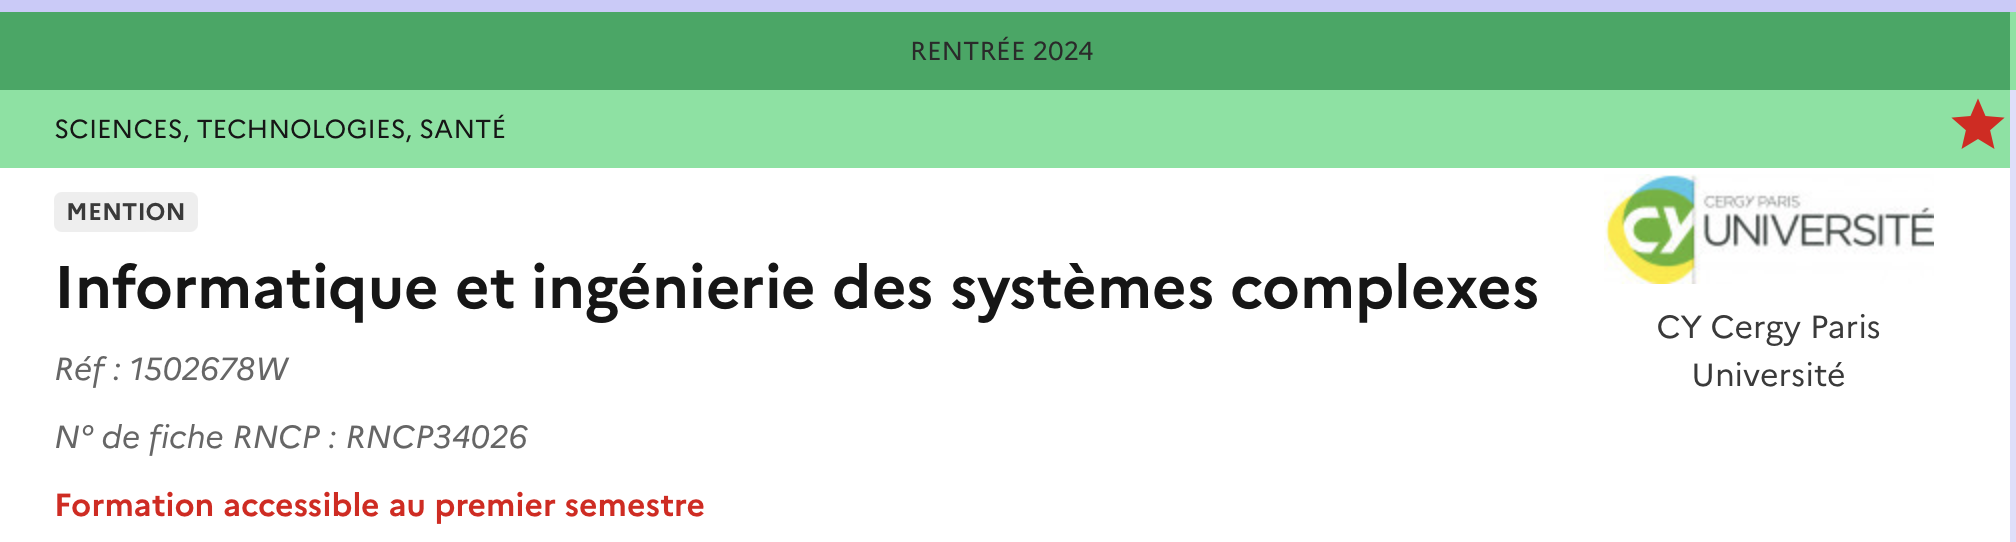 RENTRÉE 2024
SCIENCES, TECHNOLOGIES, SANTÉ
MENTION
Informatique et ingénierie des systèmes complexes
Réf : 1502678W
N° de fiche RNCP : RNCP34026
Formation accessible au premier semestre
CY
CERGY PARIS
UNIVERSITÉ
CY Cergy Paris
Université